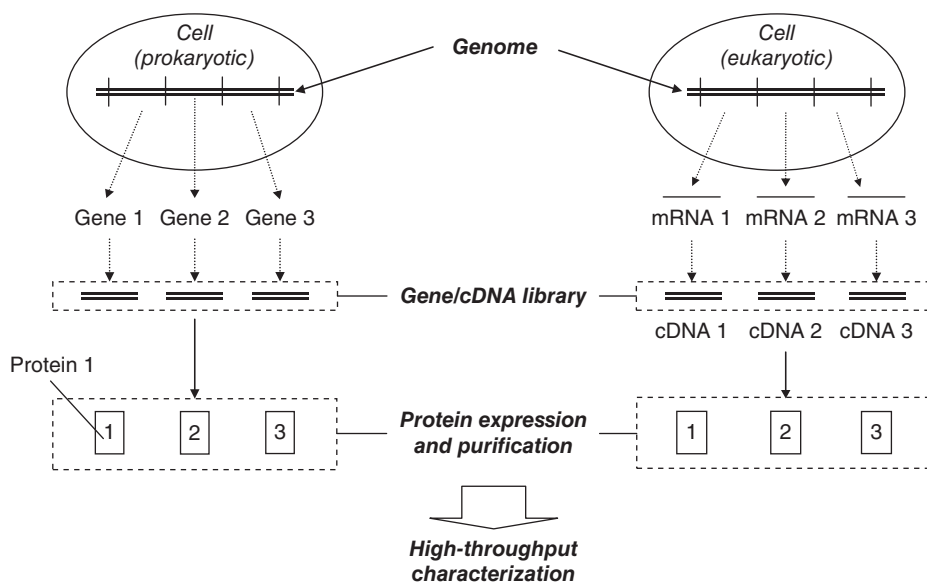 Cell
(prokaryotic)
Genome
Cell
(eukaryotic)
Gene 1 Gene 2 Gene 3
mRNA 1 mRNA 2 mRNA 3
Gene/cDNA library
cDNA 1 cDNA 2 cDNA 3
Protein 1
1 2 3
Protein expression
and purification
1 2 3
High-throughput
characterization